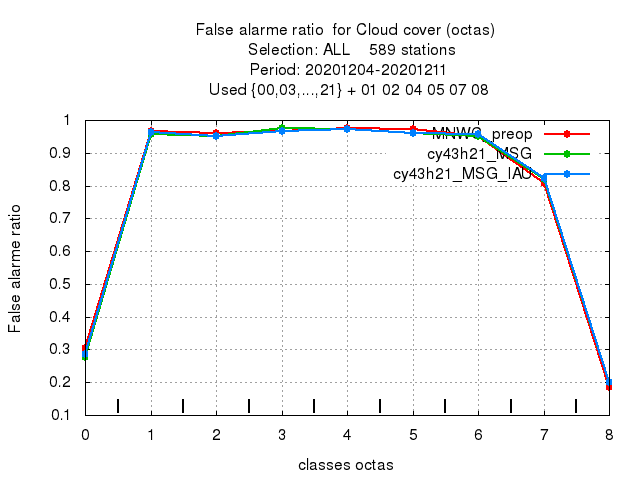 False alarme ratio  for Cloud cover (octas)
Selection: ALL    589 stations
Period: 20201204-20201211
Used {00,03,...,21} + 01 02 04 05 07 08
MNWC_preop
cy43h21_MSG
cy43h21_MSG_IAU
1
0.9
0.8
0.7
0.6
0.5
0.4
0.3
0.2
0.1
False alarme ratio
0 1 2 3 4 5 6 7 8
classes octas